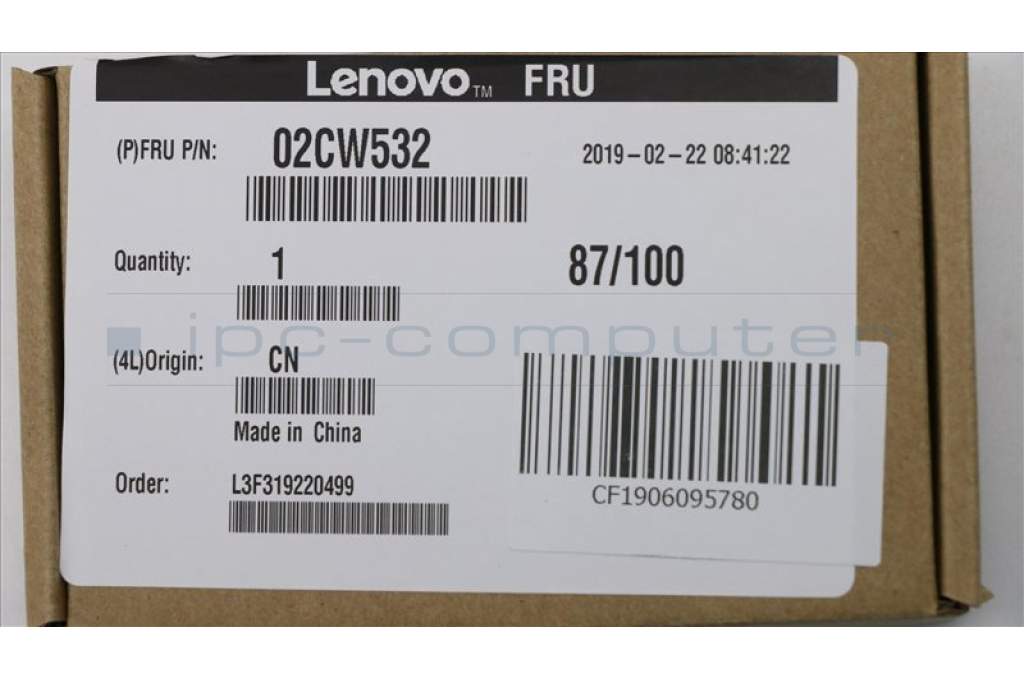 Lenovo™ FRU
(P)FRU P/N: 02CW532 2019-02-22 08:41:22
Quantity: 1 87/100
ipc-computer
(4L)Origin: CN
Made in China
Order: L3F319220499
CF1906095780